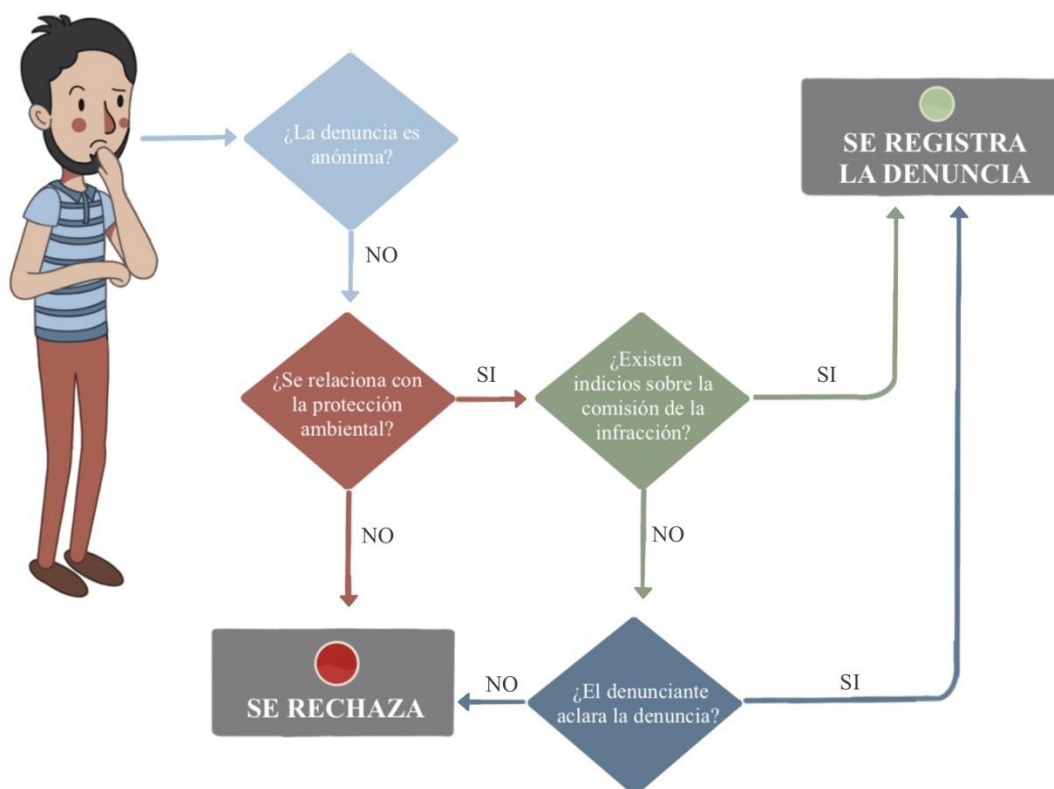 ¿La denuncia es
anónima?
SE REGISTRA
LA DENUNCIA
NO
¿Se relaciona con
la protección
ambiental?
SI
¿Existen
indicios sobre la
comisión de la
infracción?
SI
NO
NO
SE RECHAZA
NO
¿El denunciante
aclara la denuncia?
SI